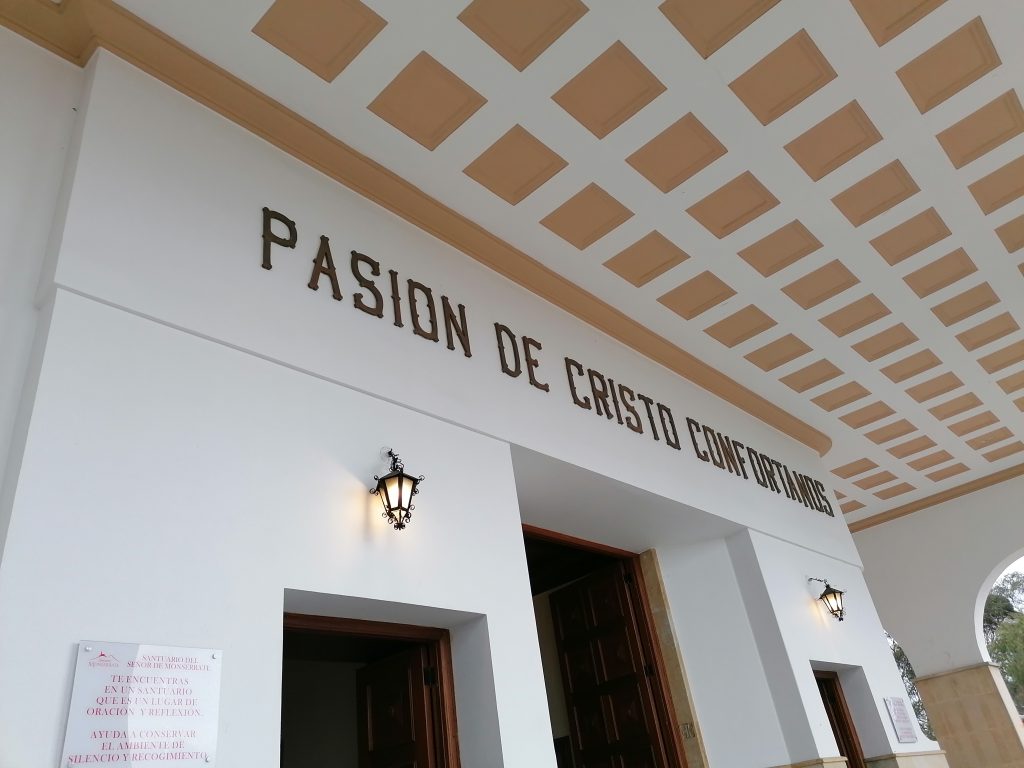 PASION DE CRISTO CONFORTANOS
MONSERRATE
SANTUARIO DEL
SEÑOR DE MONSERRATE
TE ENCUENTRAS
EN UN SANTUARIO
QUE ES UN LUGAR DE
ORACIÓN Y REFLEXIÓN.
AYUDA A CONSERVAR
EL AMBIENTE DE
SILENCIO Y RECOGIMIENTO